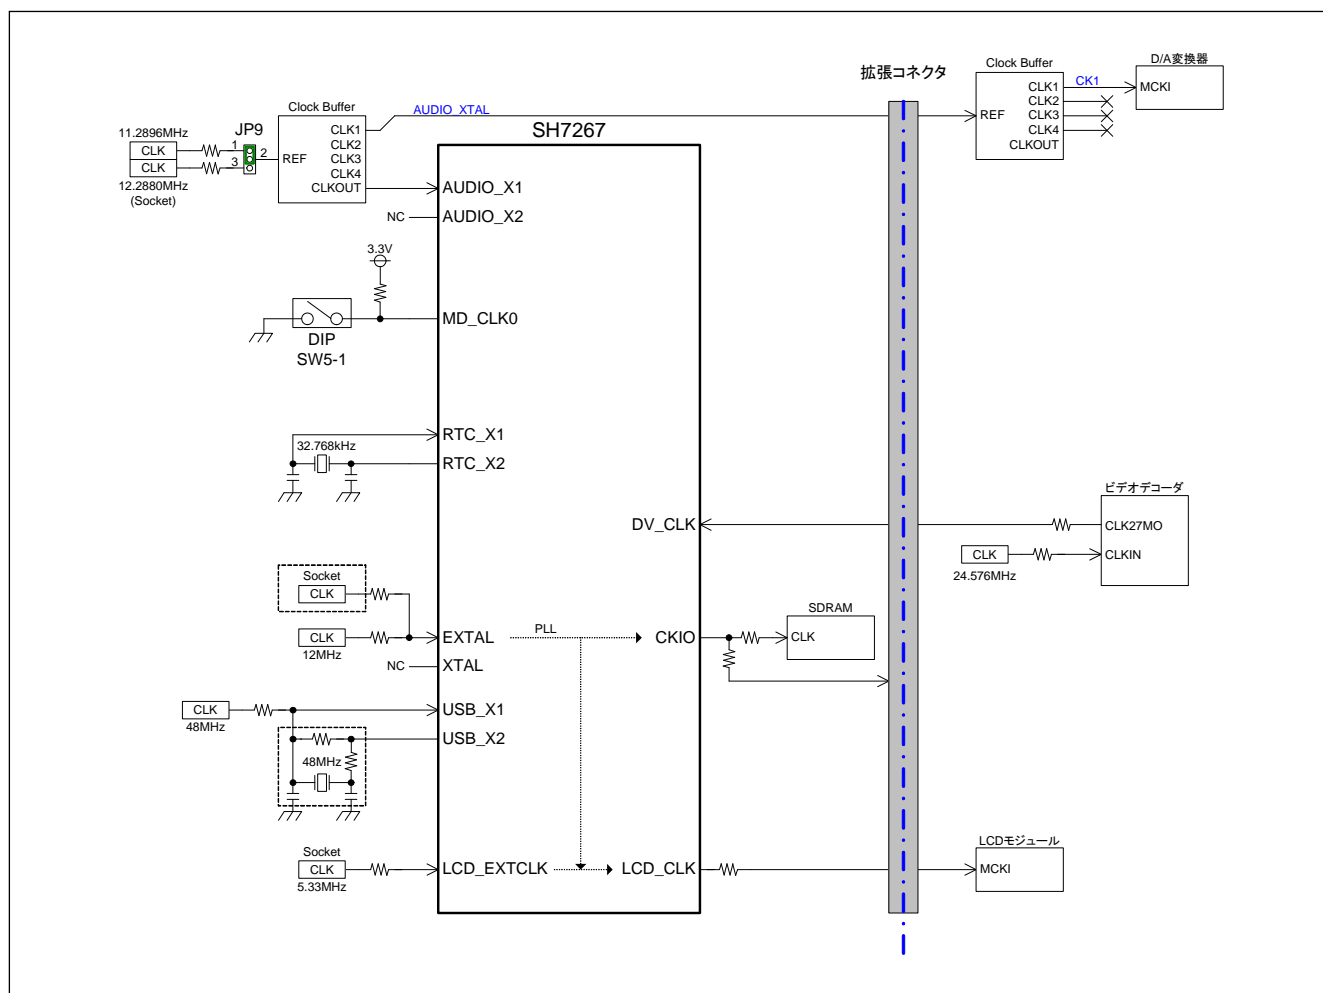 拡張コネクタ
Clock Buffer
D/A変換器
CLK1
CK1
MCKI
CLK2
REF
CLK3
CLK4
CLKOUT
Clock Buffer
AUDIO_XTAL
11.2896MHz
JP9
CLK1
SH7267
CLK
1
CLK2
2
REF
CLK3
CLK
3
CLK4
12.2880MHz
CLKOUT
AUDIO_X1
(Socket)
NC
AUDIO_X2
3.3V
MD_CLK0
DIP
SW5-1
RTC_X1
32.768kHz
RTC_X2
ビデオデコーダ
DV_CLK
CLK27MO
CLK
CLKIN
24.576MHz
Socket
CLK
SDRAM
PLL
CLK
EXTAL
CKIO
CLK
12MHz
NC
XTAL
CLK
USB_X1
48MHz
USB_X2
48MHz
LCDモジュール
Socket
CLK
LCD_EXTCLK
LCD_CLK
MCKI
5.33MHz